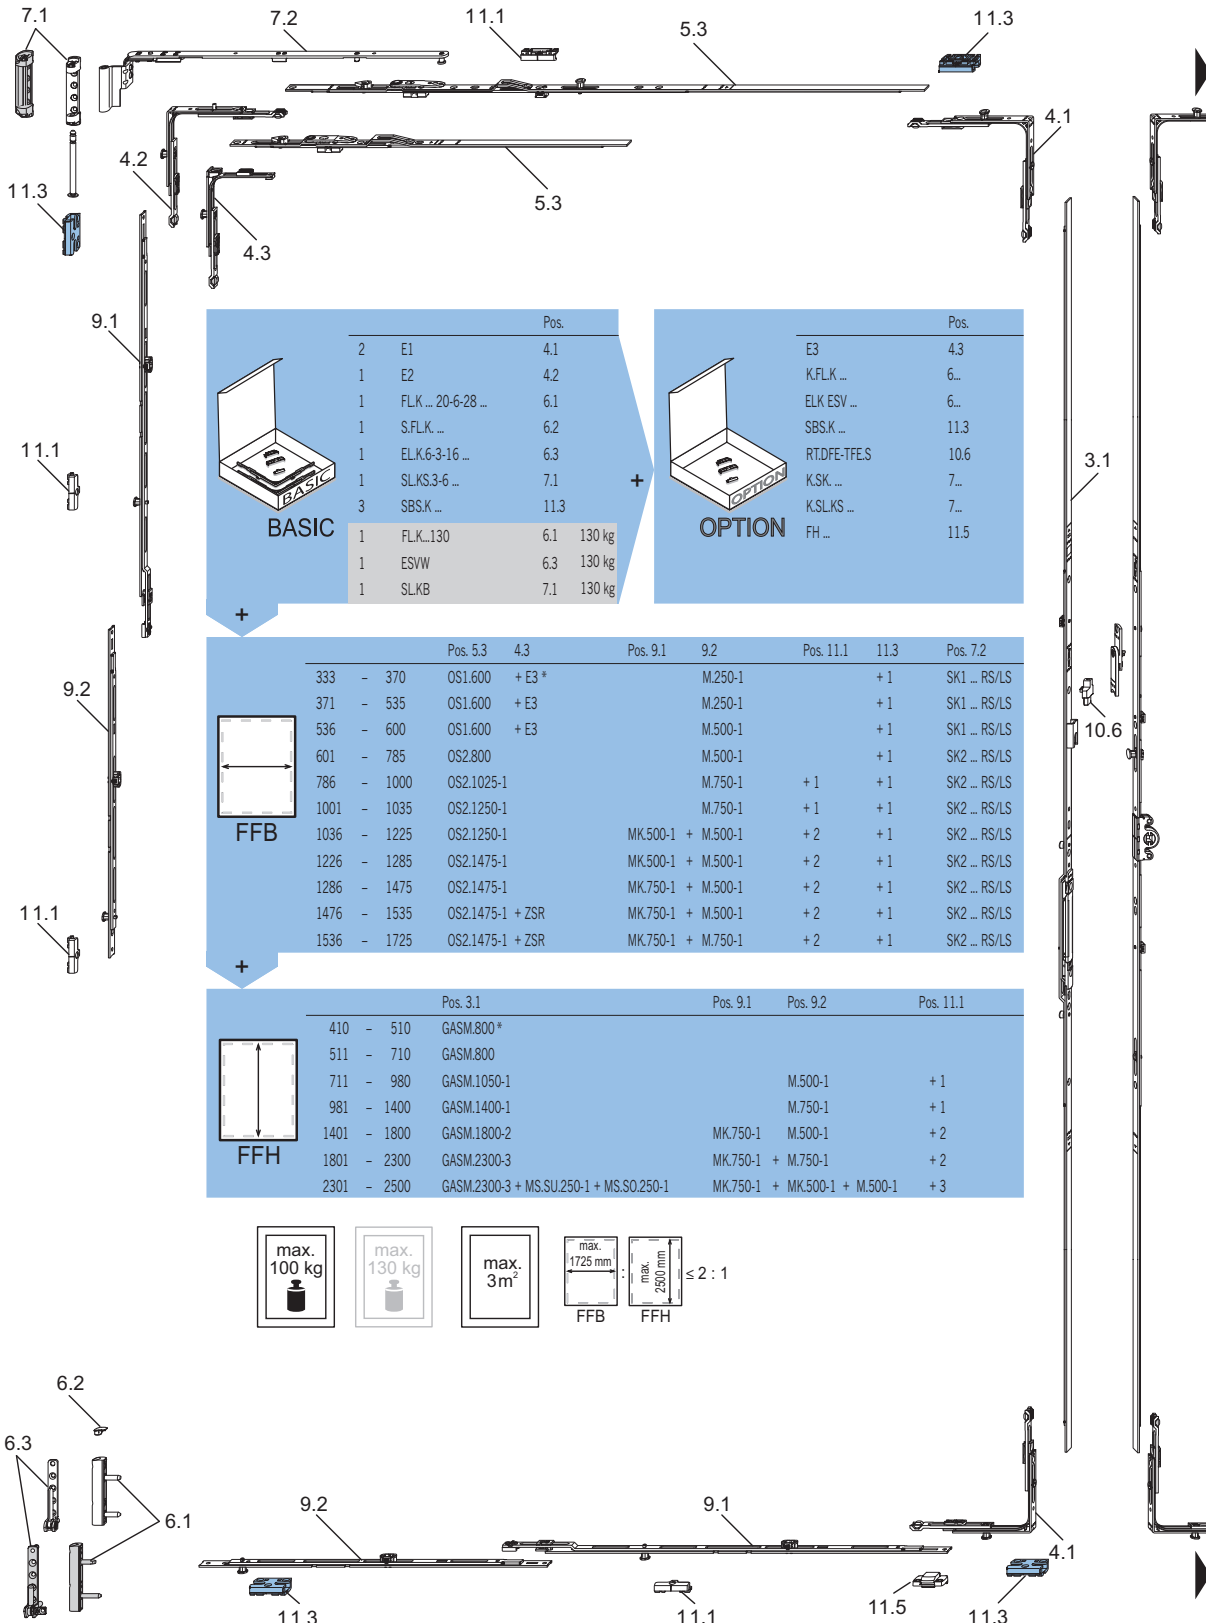 7.1
7.2
11.1
5.3
11.3
4.1
4.2
5.3
11.3
4.3
9.1
3.1
11.1
9.2
10.6
11.1
Pos.
2 E1 4.1
1 E2 4.2
1 FL.K ... 20-6-28 ... 6.1
1 S.FL.K. ... 6.2
1 EL.K.6-3-16 ... 6.3
1 SL.KS.3-6 ... 7.1
3 SBS.K ... 11.3
1 FL.K...130 6.1 130 kg
1 ESVW 6.3 130 kg
1 SL.KB 7.1 130 kg
BASIC
BASIC
+
Pos.
E3 4.3
K.FL.K ... 6...
ELK ESV ... 6...
SBS.K ... 11.3
RT.DFE-TFE.S 10.6
K.SK. ... 7...
K.SL.KS ... 7...
FH ... 11.5
OPTION
OPTION
+
Pos. 5.3 4.3 Pos. 9.1 9.2 Pos. 11.1 11.3 Pos. 7.2
333 – 370 OS1.600 + E3 * M.250-1 + 1 SK1 ... RS/LS
371 – 535 OS1.600 + E3 M.250-1 + 1 SK1 ... RS/LS
536 – 600 OS1.600 + E3 M.500-1 + 1 SK1 ... RS/LS
601 – 785 OS2.800 M.500-1 + 1 SK2 ... RS/LS
786 – 1000 OS2.1025-1 M.750-1 + 1 + 1 SK2 ... RS/LS
1001 – 1035 OS2.1250-1 M.750-1 + 1 + 1 SK2 ... RS/LS
1036 – 1225 OS2.1250-1 MK.500-1 + M.500-1 + 2 + 1 SK2 ... RS/LS
1226 – 1285 OS2.1475-1 MK.500-1 + M.500-1 + 2 + 1 SK2 ... RS/LS
1286 – 1475 OS2.1475-1 MK.750-1 + M.500-1 + 2 + 1 SK2 ... RS/LS
1476 – 1535 OS2.1475-1 + ZSR MK.750-1 + M.500-1 + 2 + 1 SK2 ... RS/LS
1536 – 1725 OS2.1475-1 + ZSR MK.750-1 + M.750-1 + 2 + 1 SK2 ... RS/LS
FFB
+
Pos. 3.1 Pos. 9.1 Pos. 9.2 Pos. 11.1
410 – 510 GASM.800 *
511 – 710 GASM.800
711 – 980 GASM.1050-1 M.500-1 + 1
981 – 1400 GASM.1400-1 M.750-1 + 1
1401 – 1800 GASM.1800-2 MK.750-1 M.500-1 + 2
1801 – 2300 GASM.2300-3 MK.750-1 + M.750-1 + 2
2301 – 2500 GASM.2300-3 + MS.SU.250-1 + MS.SO.250-1 MK.750-1 + MK.500-1 + M.500-1 + 3
FFH
max.
100 kg
max.
130 kg
max.
3m²
max.
1725 mm
FFB
:
max.
2500 mm
FFH
≤ 2 : 1
6.2
6.3
6.1
9.2
9.1
4.1
11.3
11.1
11.5
11.3